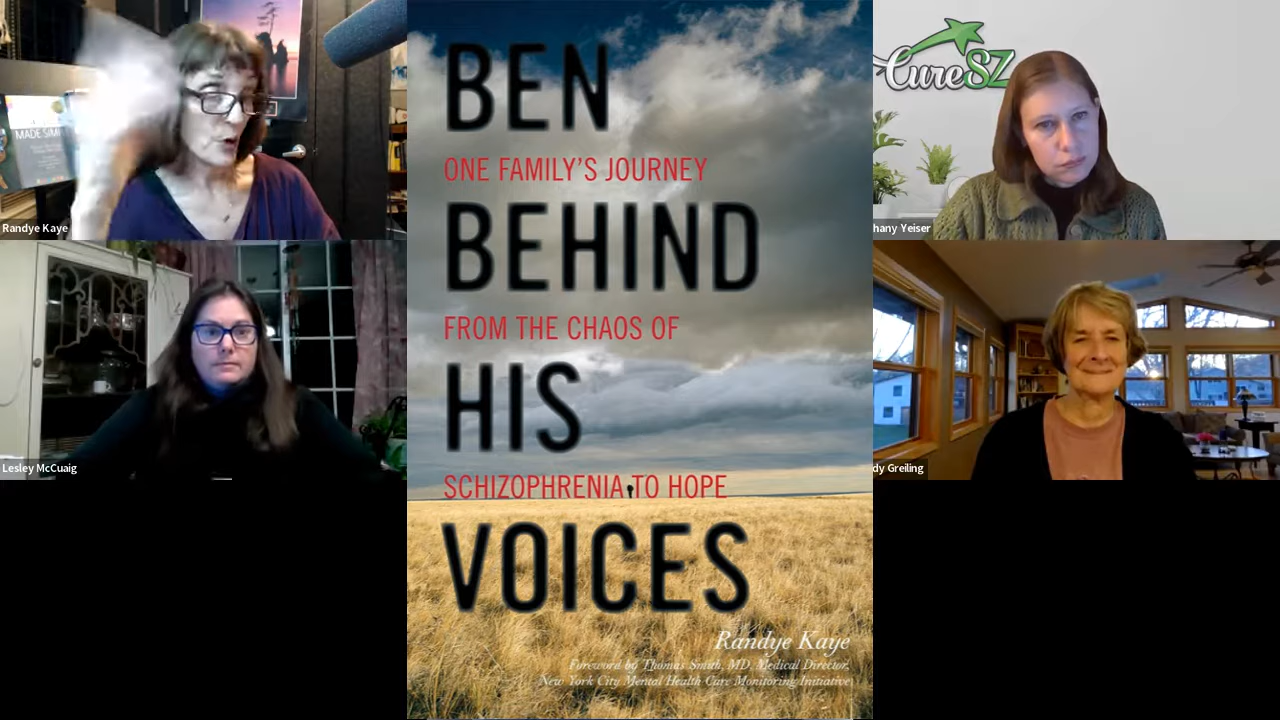 MADE SIM
Randye Kaye
Lesley McCuaig
BEN
ONE FAMILY'S JOURNEY
BEHIND
FROM THE CHAOS OF
HIS
SCHIZOPHRENIA TO HOPE
VOICES
Randye Kaye
Foreword by Thomas Smith, MD, Medical Director,
New York City Mental Health Care Monitoring Initiative
CureSZ
hany Yeiser
dy Greiling